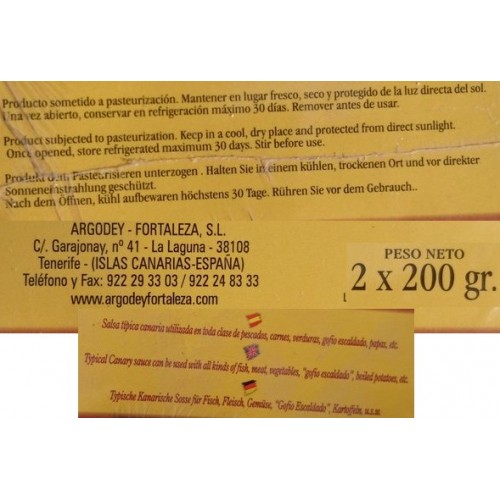 Producto sometido a pasteurización. Mantener en lugar fresco, seco y protegido de la luz directa del sol.
Una vez abierto, conservar en refrigeración máximo 30 días. Remover antes de usar.
Product subjected to pasteurization. Keep in a cool, dry place and protected from direct sunlight.
Once opened, store refrigerated maximum 30 days. Stir before use.
Produkt dem Pasteurisieren unterzogen . Halten Sie in einem kühlen, trockenen Ort und vor direkter
Sonneneinstrahlung geschützt.
Nach dem Öffnen, kühl aufbewahren höchstens 30 Tage. Rühren Sie vor dem Gebrauch..
ARGODEY - FORTALEZA, S.L.
C/. Garajonay, nº 41 - La Laguna - 38108
Tenerife - (ISLAS CANARIAS-ESPAÑA)
Teléfono y Fax: 922 29 33 03 / 922 24 83 33
www.argodeyfortaleza.com
PESO NETO
2 x 200 gr.
L
Salsa típica canaria utilizada en toda clase de pescados, carnes, verduras, gofio escaldado, papas, etc.
Typical Canary sauce can be used with all kinds of fish, meat, vegetables, "gofio escaldado", boiled potatoes, etc.
Typische Kanarische Sosse für Fisch, Fleisch, Gemüse, "Gofio Escaldado", Kartoffeln, u.s.w.